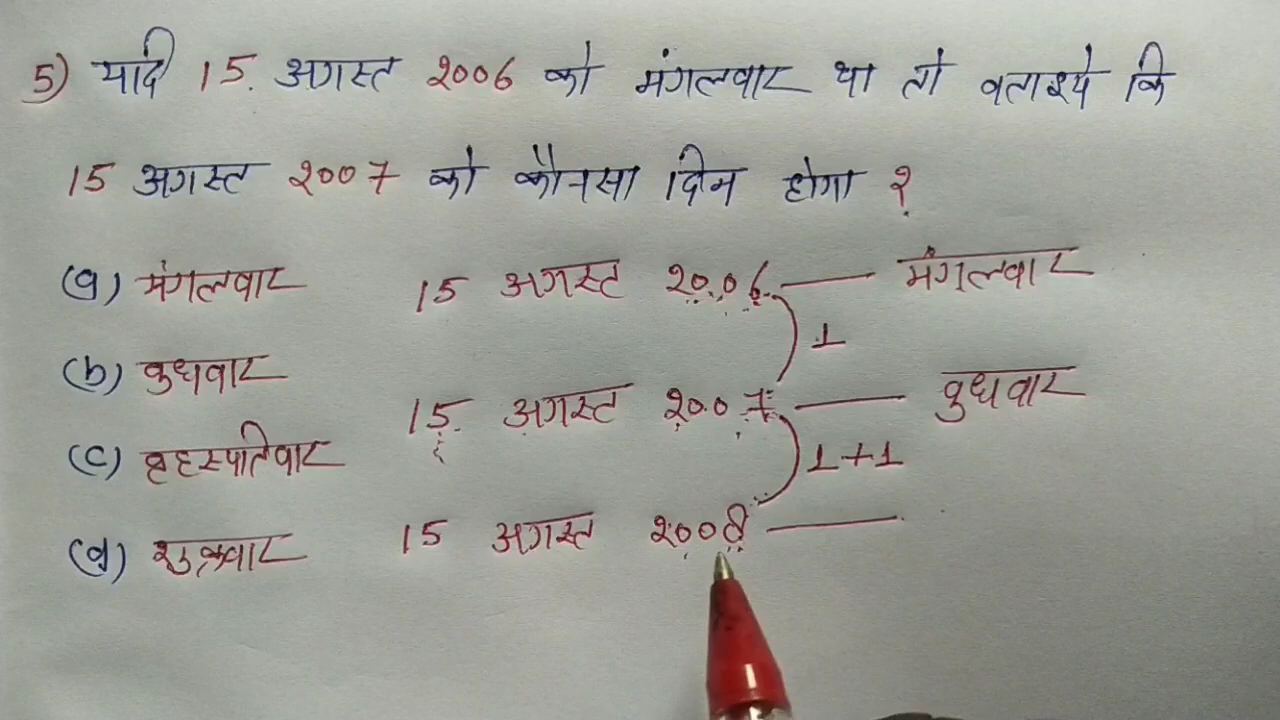 5) यदि 15 अगस्त 2006 को मंगलवार था तो बताइये कि
15 अगस्त 2007 को कौनसा दिन होगा ?
(a) मंगलवार
(b) बुधवार
(c) बृहस्पतिवार
(d) शुक्रवार
15 अगस्त 2006 — मंगलवार
1
15 अगस्त 2007 — बुधवार
1+1
15 अगस्त 2008 —